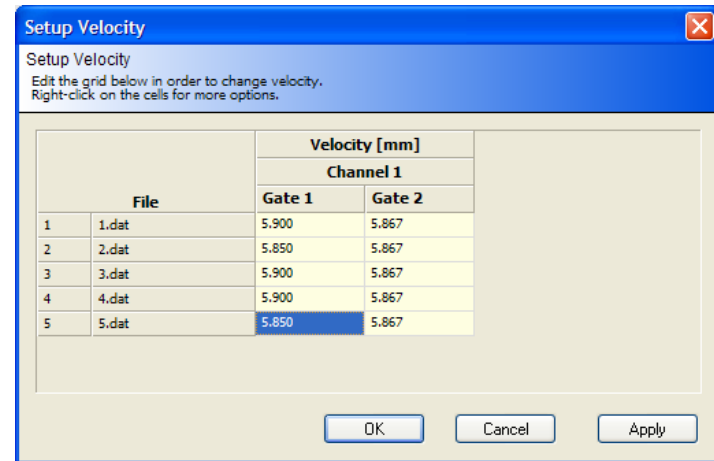 Setup Velocity
Setup Velocity
Edit the grid below in order to change velocity.
Right-click on the cells for more options.
Velocity [mm]
Channel 1
File Gate 1 Gate 2
1 1.dat 5.900 5.867
2 2.dat 5.850 5.867
3 3.dat 5.900 5.867
4 4.dat 5.900 5.867
5 5.dat 5.850 5.867
OK Cancel Apply